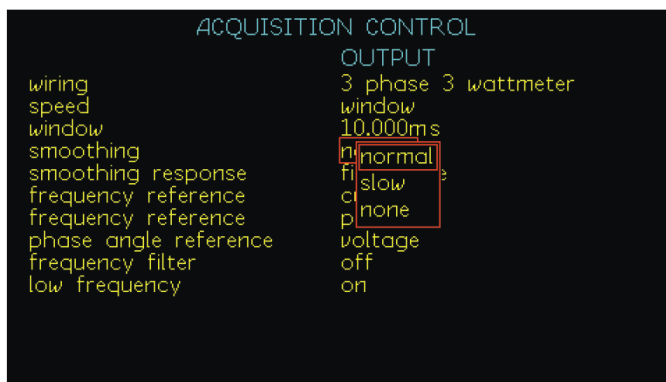 ACQUISITION CONTROL
OUTPUT
wiring 3 phase 3 wattmeter
speed window
window 10.000ms
smoothing normal
smoothing response slow
frequency reference
frequency reference none
phase angle reference voltage
frequency filter off
low frequency on